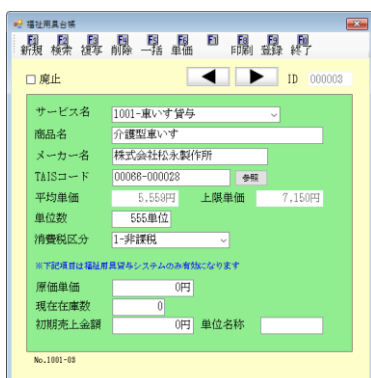 福祉用具台帳
F1 F2 F3 F4 F5 F6 F7 F8 F9
新規 検索 複写 削除 一括 単価 印刷 登録 終了
廃止 ID 000003
サービス名 1001-車いす貸与
商品名 介護型車いす
メーカー名 株式会社松永製作所
TAISコード 00066-000028 参照
平均単価 5,559円 上限単価 7,150円
単位数 555単位
消費税区分 1-非課税
※下記項目は福祉用具貸与システムのみ有効になります
原価単価 0円
現在在庫数 0
初期売上金額 0円 単位名称
No.1001-03